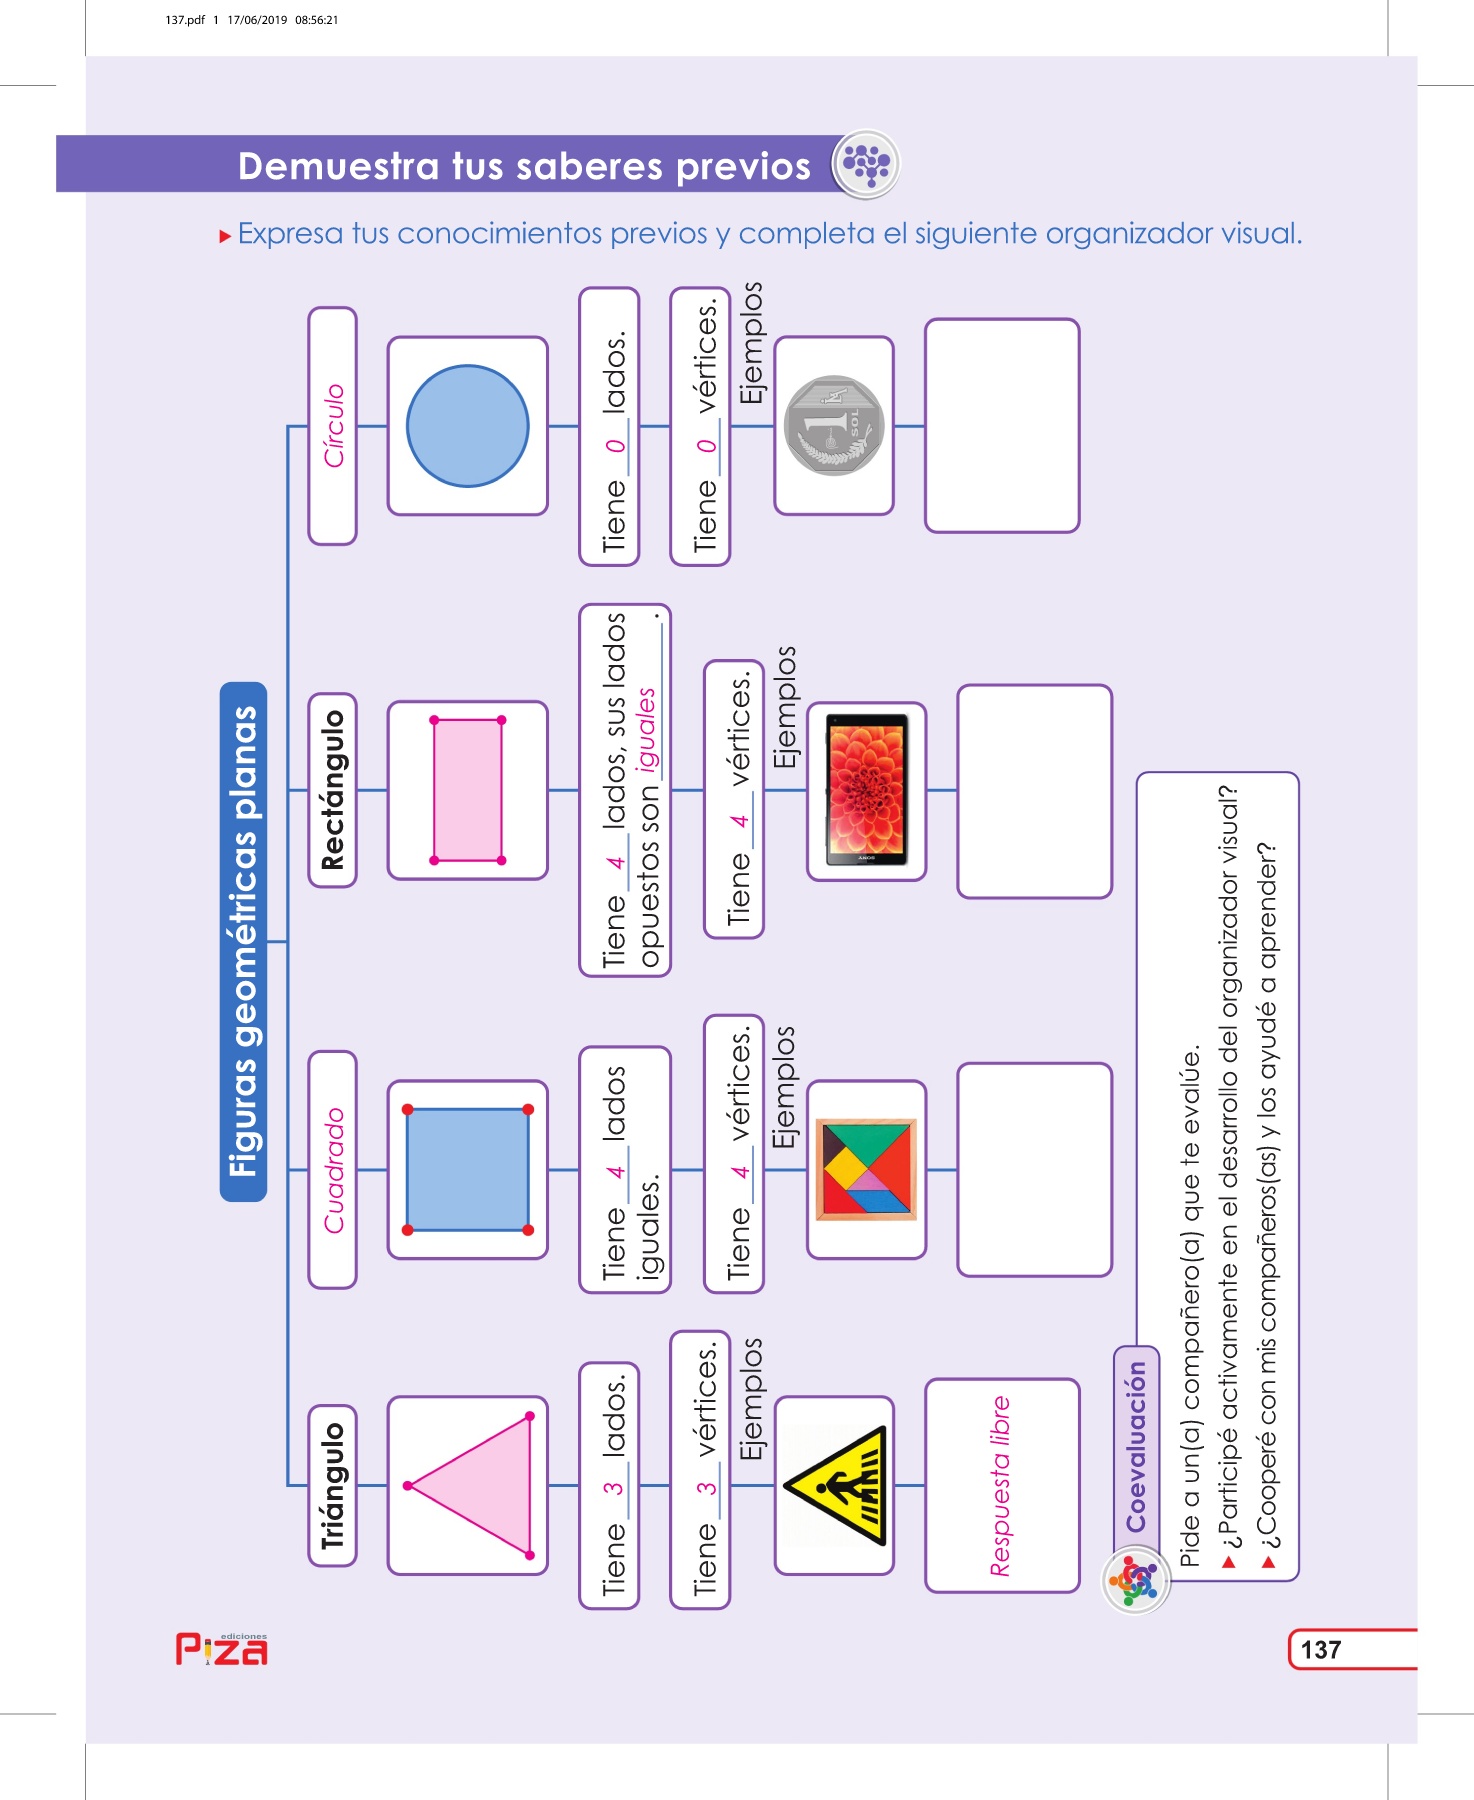 137.pdf 1 17/06/2019 08:56:21
Demuestra tus saberes previos
Expresa tus conocimientos previos y completa el siguiente organizador visual.
Figuras geométricas planas
Triángulo
Tiene 3 lados.
Tiene 3 vértices.
Ejemplos
Respuesta libre
Cuadrado
Tiene 4 lados
iguales.
Tiene 4 vértices.
Ejemplos
Rectángulo
Tiene 4 lados, sus lados
opuestos son iguales.
Tiene 4 vértices.
Ejemplos
SONY
Círculo
Tiene 0 lados.
Tiene 0 vértices.
Ejemplos
1
SOL
Coevaluación
Pide a un(a) compañero(a) que te evalúe.
¿Participé activamente en el desarrollo del organizador visual?
¿Cooperé con mis compañeros(as) y los ayudé a aprender?
ediciones
Piza
137